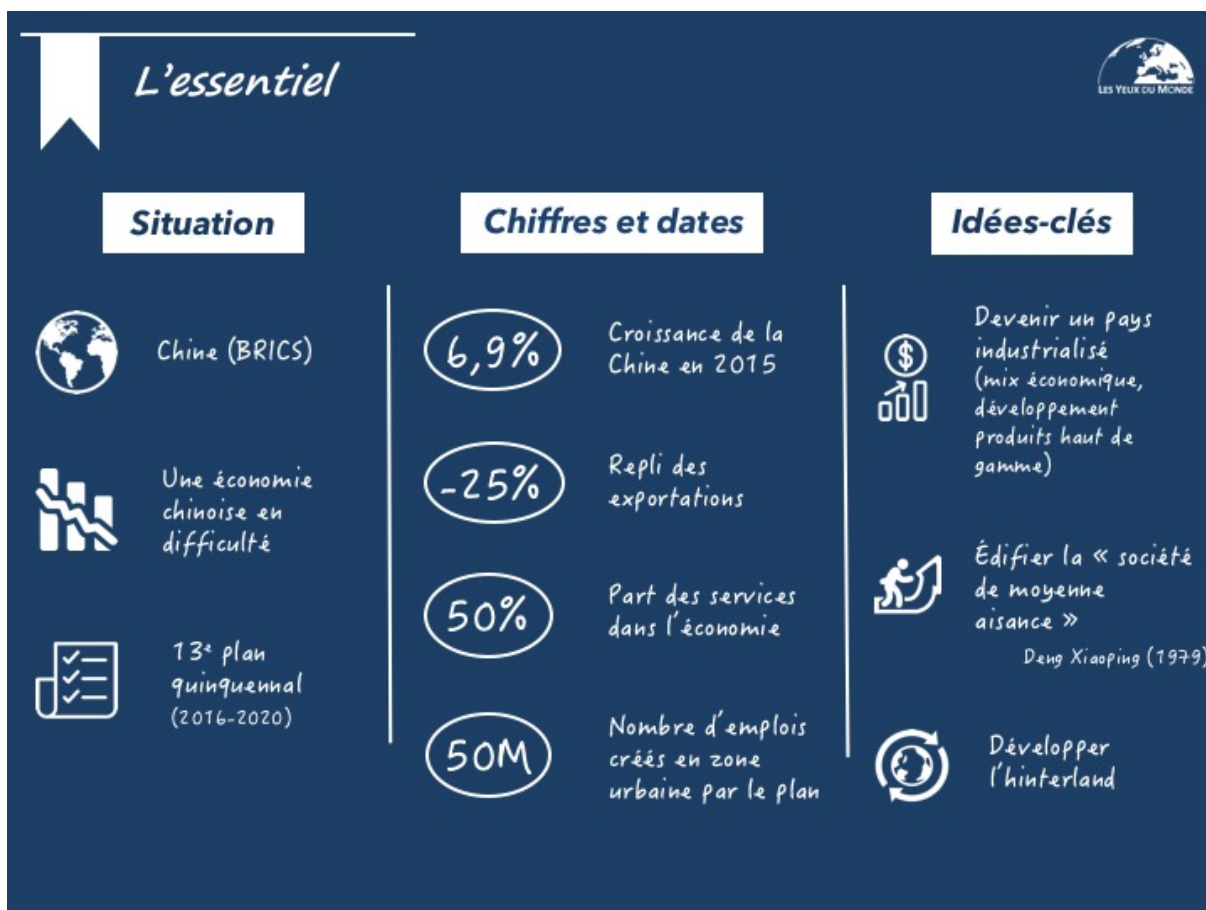 L'essentiel
LES YEUX DU MONDE
Situation
Chine (BRICS)
Une économie
chinoise en
difficulté
13e plan
quinquennal
(2016-2020)
Chiffres et dates
6,9%
Croissance de la
Chine en 2015
-25%
Repli des
exportations
50%
Part des services
dans l'économie
50M
Nombre d'emplois
créés en zone
urbaine par le plan
Idées-clés
$
Devenir un pays
industrialisé
(mix économique,
développement
produits haut de
gamme)
Édifier la « société
de moyenne
aisance »
Deng Xiaoping (1979)
Développer
l'hinterland